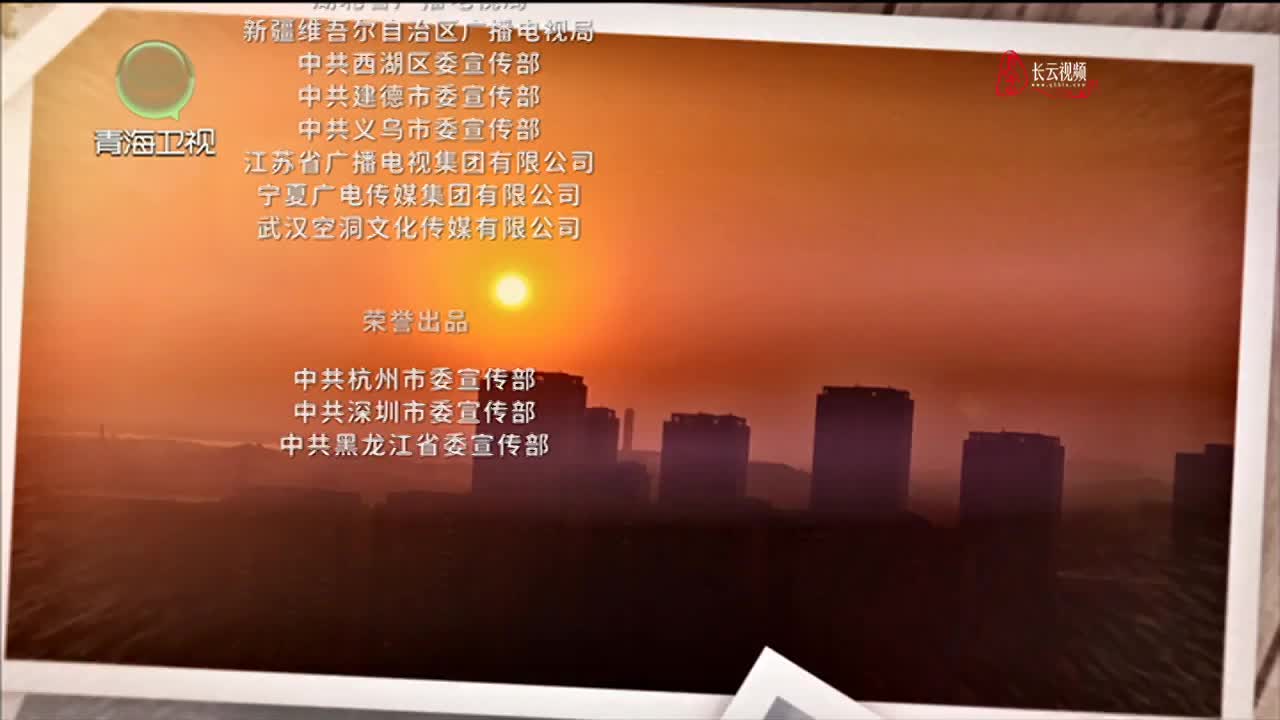 新疆维吾尔自治区广播电视局
中共西湖区委宣传部
中共建德市委宣传部
中共义乌市委宣传部
江苏省广播电视集团有限公司
宁夏广电传媒集团有限公司
武汉空洞文化传媒有限公司
荣誉出品
中共杭州市委宣传部
中共深圳市委宣传部
中共黑龙江省委宣传部
青海卫视
长云视频